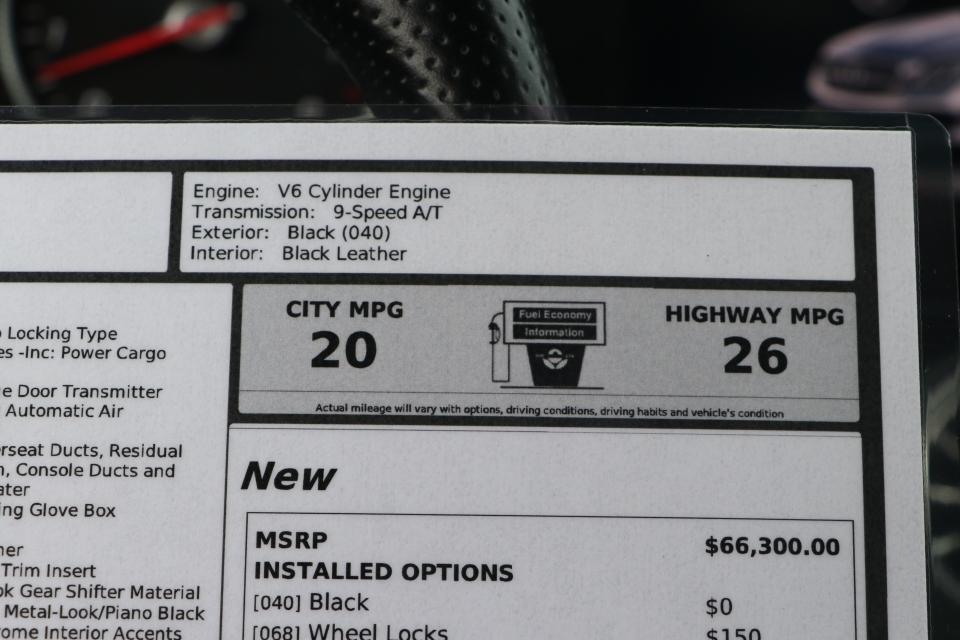 Engine: V6 Cylinder Engine
Transmission: 9-Speed A/T
Exterior: Black (040)
Interior: Black Leather
Locking Type
-Inc: Power Cargo
Door Transmitter
Automatic Air
Ducts, Residual
Console Ducts and
Glove Box
Trim Insert
Gear Shifter Material
Metal-Look/Piano Black
Interior Accents
CITY MPG
20
Fuel Economy
Information
HIGHWAY MPG
26
Actual mileage will vary with options, driving conditions, driving habits and vehicle's condition
New
MSRP $66,300.00
INSTALLED OPTIONS
[040] Black $0
[068] Wheel Locks $150